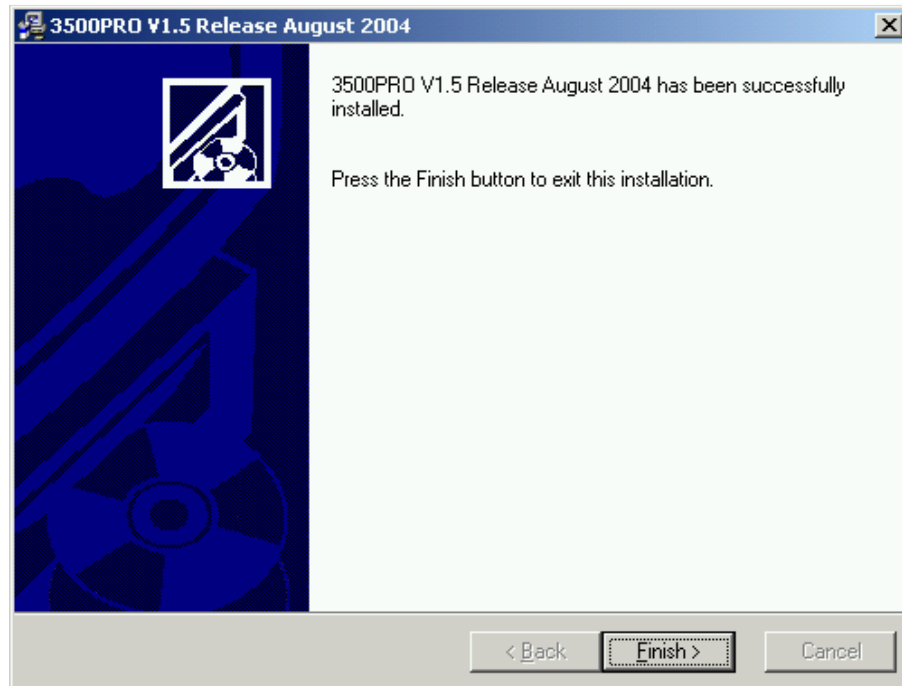 3500PRO V1.5 Release August 2004
3500PRO V1.5 Release August 2004 has been successfully
installed.
Press the Finish button to exit this installation.
< Back
Finish >
Cancel